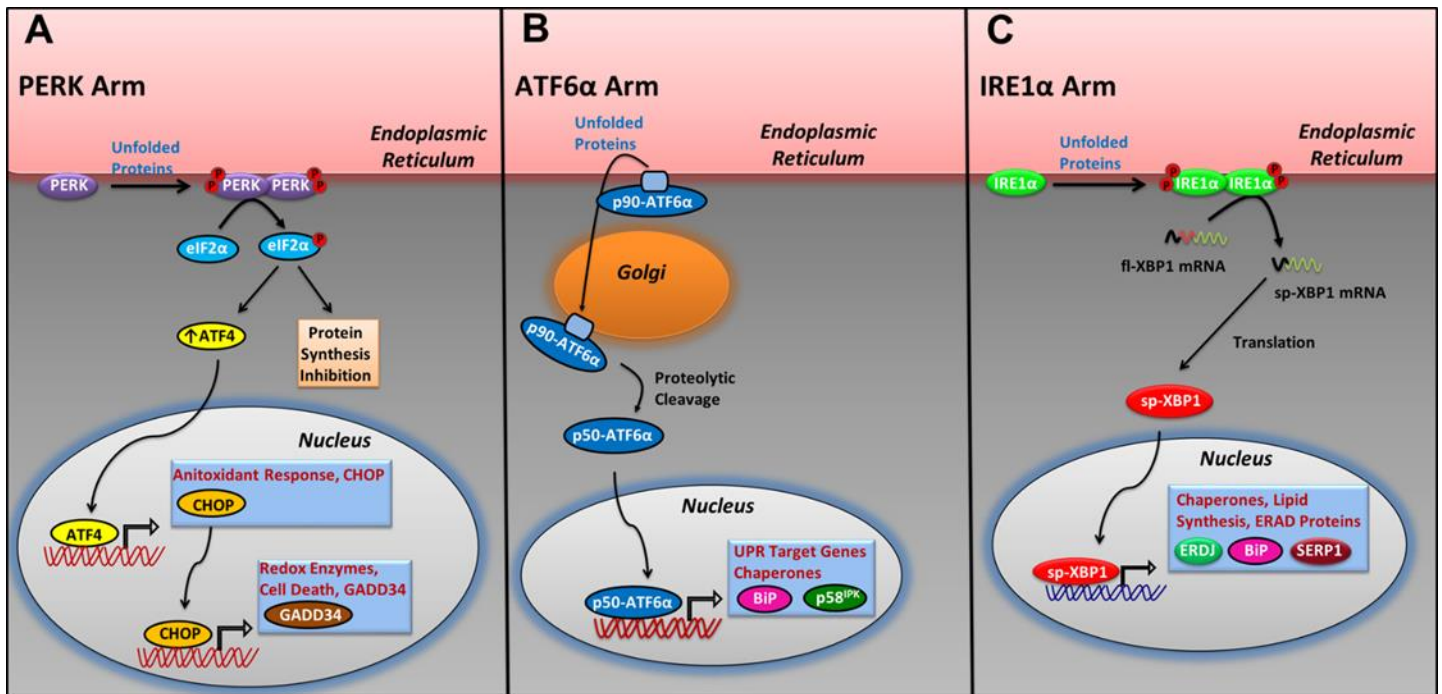 A
PERK Arm
Endoplasmic
Reticulum
Unfolded
Proteins
PERK
P
P
PERK
PERK
P
P
eIF2α
eIF2α
P
↑ATF4
Protein
Synthesis
Inhibition
Nucleus
Anitoxidant Response, CHOP
CHOP
ATF4
Redox Enzymes,
Cell Death, GADD34
GADD34
CHOP
B
ATF6α Arm
Unfolded
Proteins
Endoplasmic
Reticulum
p90-ATF6α
Golgi
p90-ATF6α
Proteolytic
Cleavage
p50-ATF6α
Nucleus
UPR Target Genes
Chaperones
BiP
p58IPK
p50-ATF6α
C
IRE1α Arm
Endoplasmic
Reticulum
Unfolded
Proteins
IRE1α
P
P
IRE1α
IRE1α
P
P
fl-XBP1 mRNA
sp-XBP1 mRNA
Translation
sp-XBP1
Nucleus
Chaperones, Lipid
Synthesis, ERAD Proteins
ERDJ
BiP
SERP1
sp-XBP1